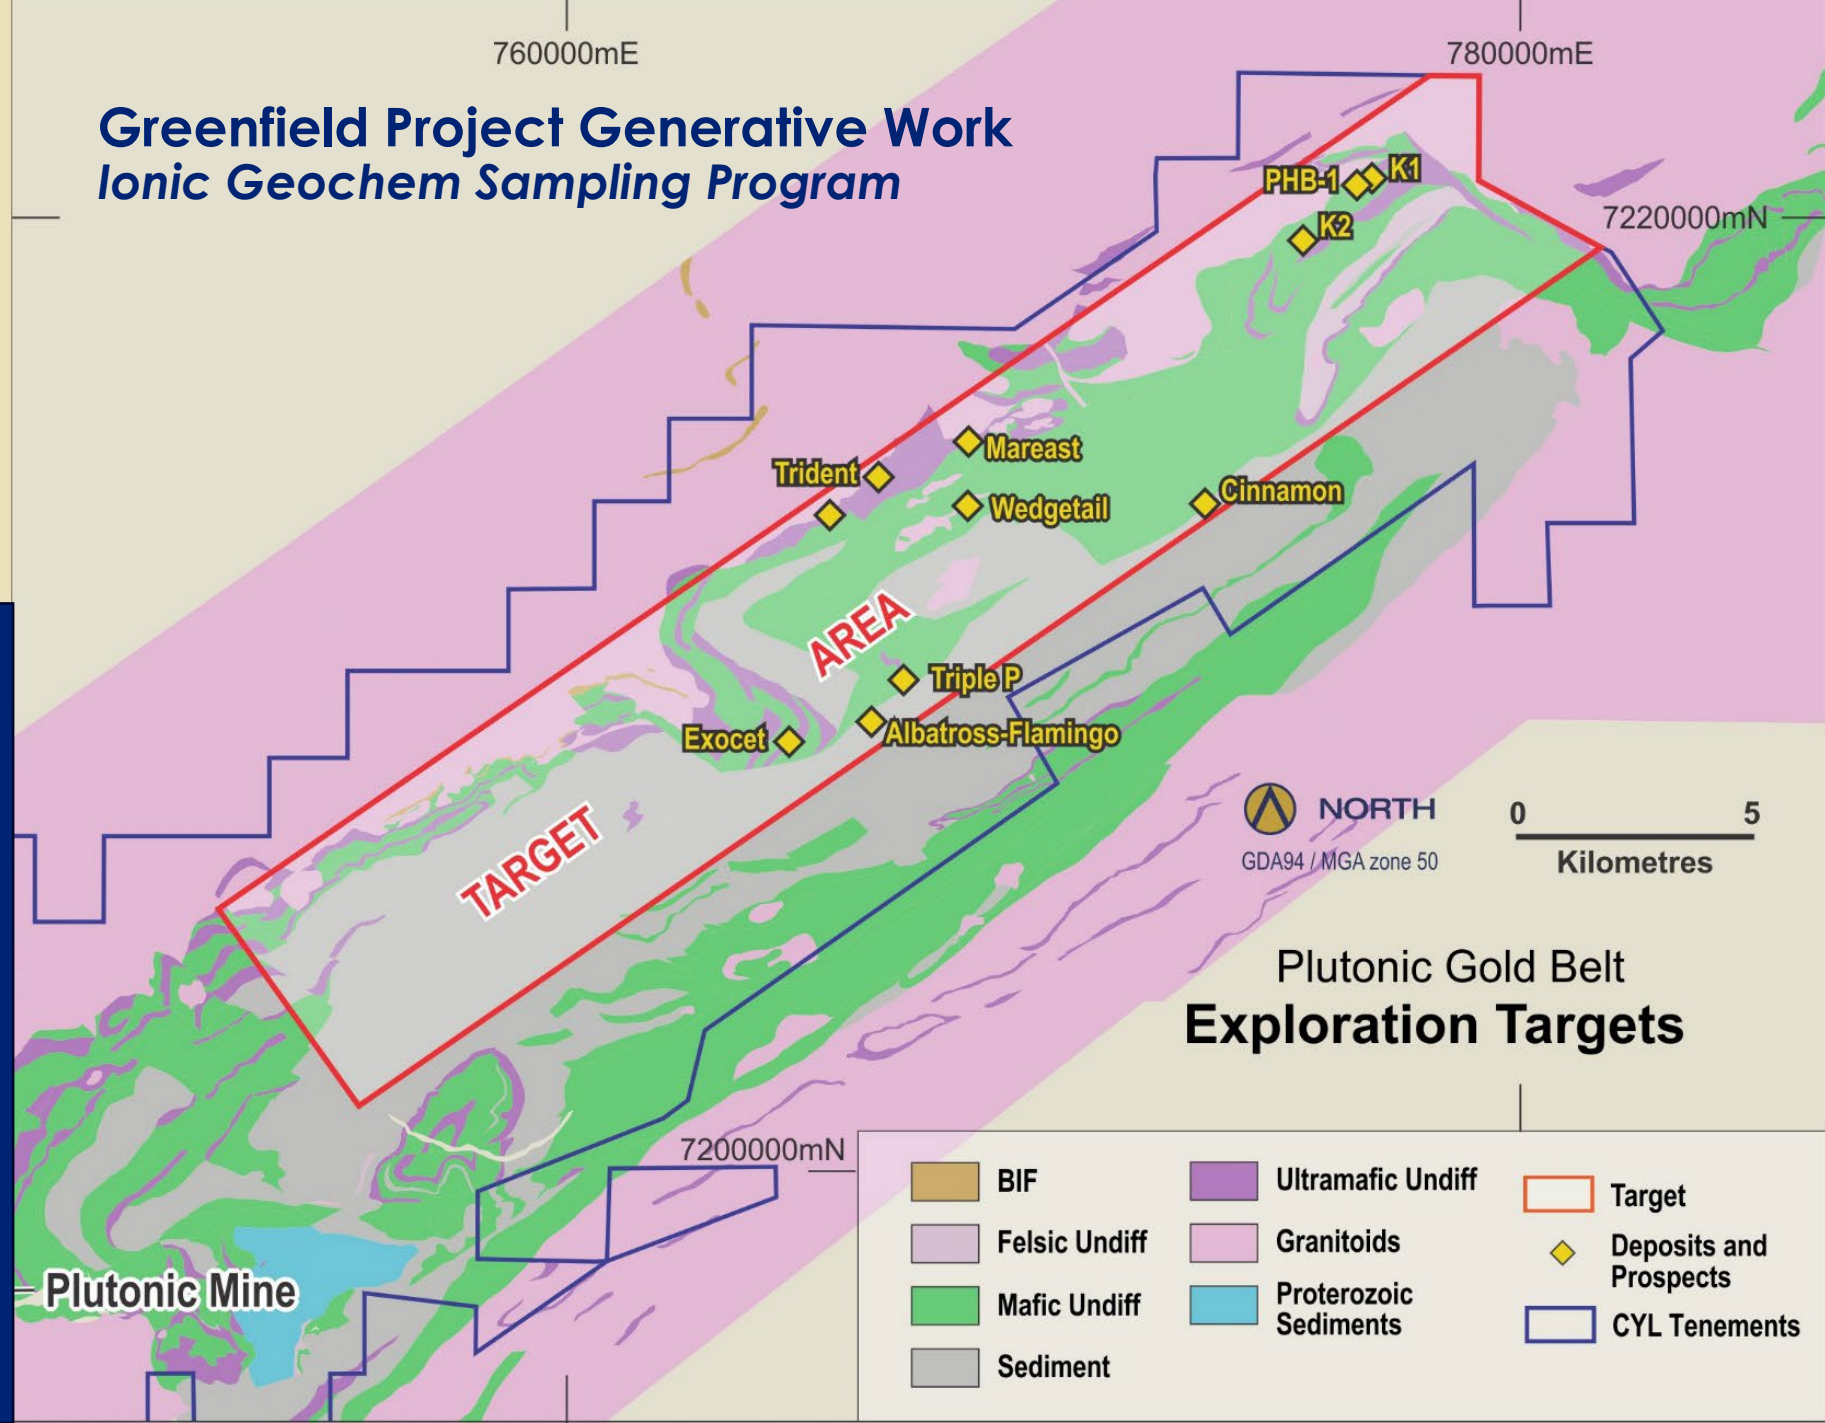 760000mE
780000mE
Greenfield Project Generative Work
Ionic Geochem Sampling Program
K1
PHB-1
7220000mN
K2
Mareast
Trident
Cinnamon
Wedgetail
AREA
Triple P
Exocet
Albatross-Flamingo
TARGET
NORTH
GDA94 / MGA zone 50
0 5
Kilometres
Plutonic Gold Belt
Exploration Targets
7200000mN
Plutonic Mine
BIF
Felsic Undiff
Mafic Undiff
Sediment
Ultramafic Undiff
Granitoids
Proterozoic
Sediments
Target
Deposits and
Prospects
CYL Tenements